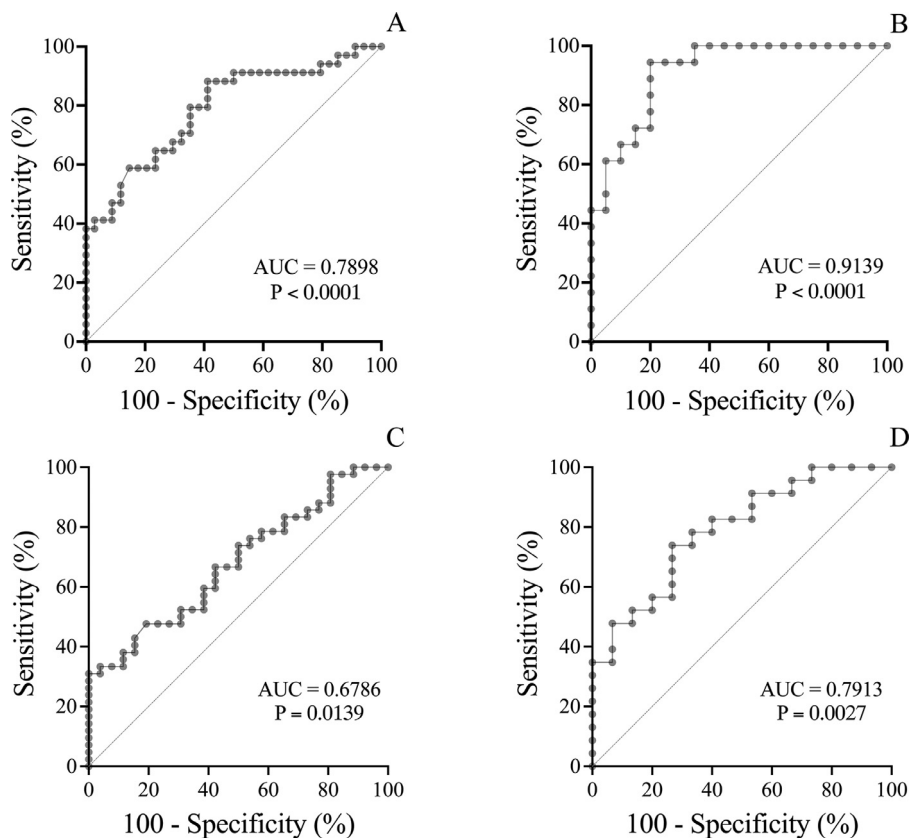 A
100
80
60
40
20
0
Sensitivity (%)
AUC = 0.7898
P < 0.0001
0 20 40 60 80 100
100 - Specificity (%)
B
100
80
60
40
20
0
Sensitivity (%)
AUC = 0.9139
P < 0.0001
0 20 40 60 80 100
100 - Specificity (%)
C
100
80
60
40
20
0
Sensitivity (%)
AUC = 0.6786
P = 0.0139
0 20 40 60 80 100
100 - Specificity (%)
D
100
80
60
40
20
0
Sensitivity (%)
AUC = 0.7913
P = 0.0027
0 20 40 60 80 100
100 - Specificity (%)